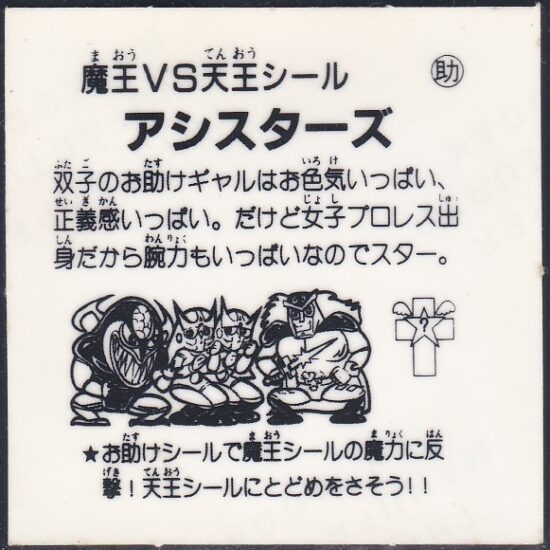 魔王VS天王シール
助
アシスターズ
双子のお助けギャルはお色気いっぱい、
正義感いっぱい。だけど女子プロレス出
身だから腕力もいっぱいなのでスター。
?
★お助けシールで魔王シールの魔力に反
撃!天王シールにとどめをさそう!!